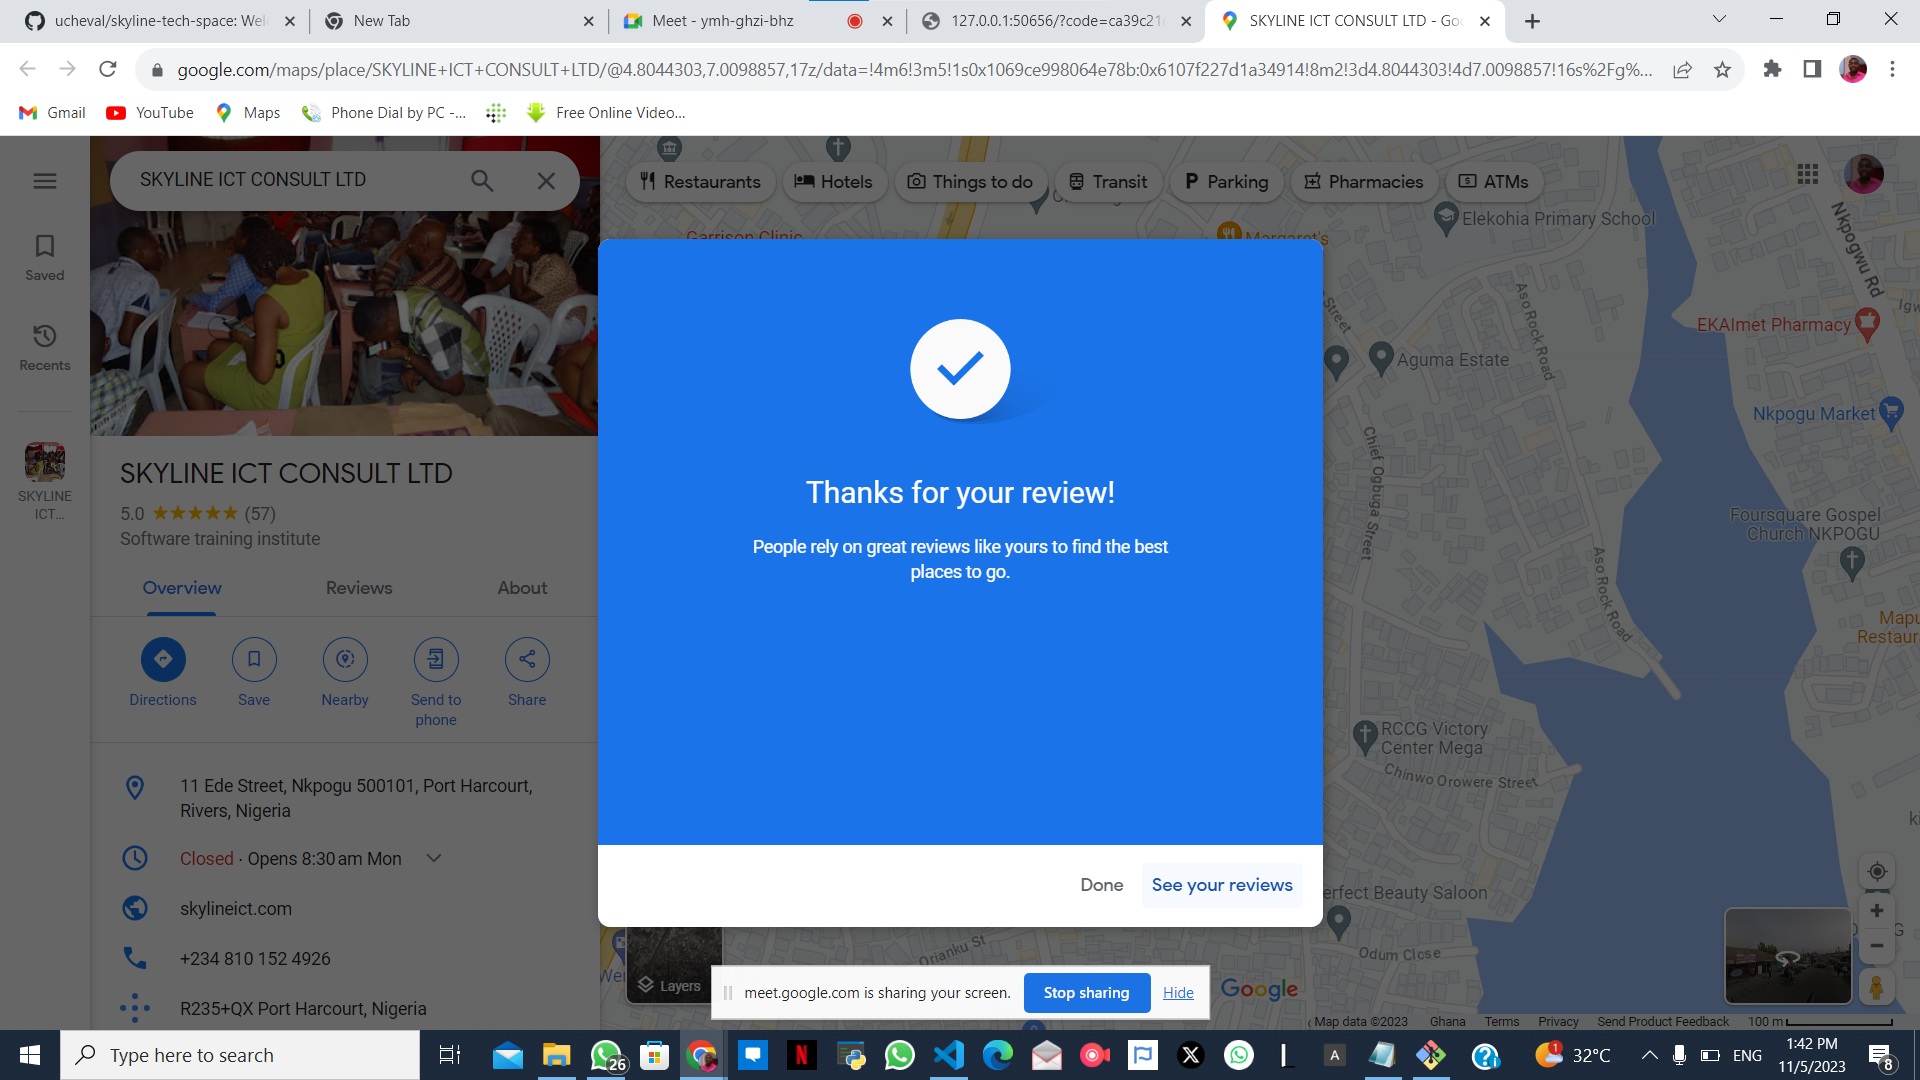 ucheval/skyline-tech-space: Wel
New Tab
Meet - ymh-ghzi-bhz
127.0.0.1:50656/?code=ca39c21
SKYLINE ICT CONSULT LTD - Goo
google.com/maps/place/SKYLINE+ICT+CONSULT+LTD/@4.8044303,7.0098857,17z/data=!4m6!3m5!1s0x1069ce998064e78b:0x6107f227d1a34914!8m2!3d4.8044303!4d7.0098857!16s%2Fg%...
Gmail
YouTube
Maps
Phone Dial by PC -...
Free Online Video...
SKYLINE ICT CONSULT LTD
Restaurants
Hotels
Things to do
Transit
Parking
Pharmacies
ATMs
Saved
Recents
SKYLINE
ICT...
SKYLINE ICT CONSULT LTD
5.0 (57)
Software training institute
Overview
Reviews
About
Directions
Save
Nearby
Send to
phone
Share
11 Ede Street, Nkpogu 500101, Port Harcourt,
Rivers, Nigeria
Closed · Opens 8:30 am Mon
skylineict.com
+234 810 152 4926
R235+QX Port Harcourt, Nigeria
Thanks for your review!
People rely on great reviews like yours to find the best
places to go.
Done
See your reviews
Garrison Clinic
Margaret's
Elekohia Primary School
Nkpogwu Rd
Igw
EKAImet Pharmacy
Street
Aso Rock Road
Aguma Estate
Nkpogu Market
Chief Ogbuga Street
Foursquare Gospel
Church NKPOGU
Aso Rock Road
Mapu
Restaur
RCCG Victory
Center Mega
Chinwo Orowere Street
ki
erfect Beauty Saloon
Orianku St
Odum Close
G
Wer
Layers
meet.google.com is sharing your screen.
Stop sharing
Hide
Google
Map data ©2023
Ghana
Terms
Privacy
Send Product Feedback
100 m
Type here to search
26
N
X
L
A
1
32°C
ENG
1:42 PM
11/5/2023
8